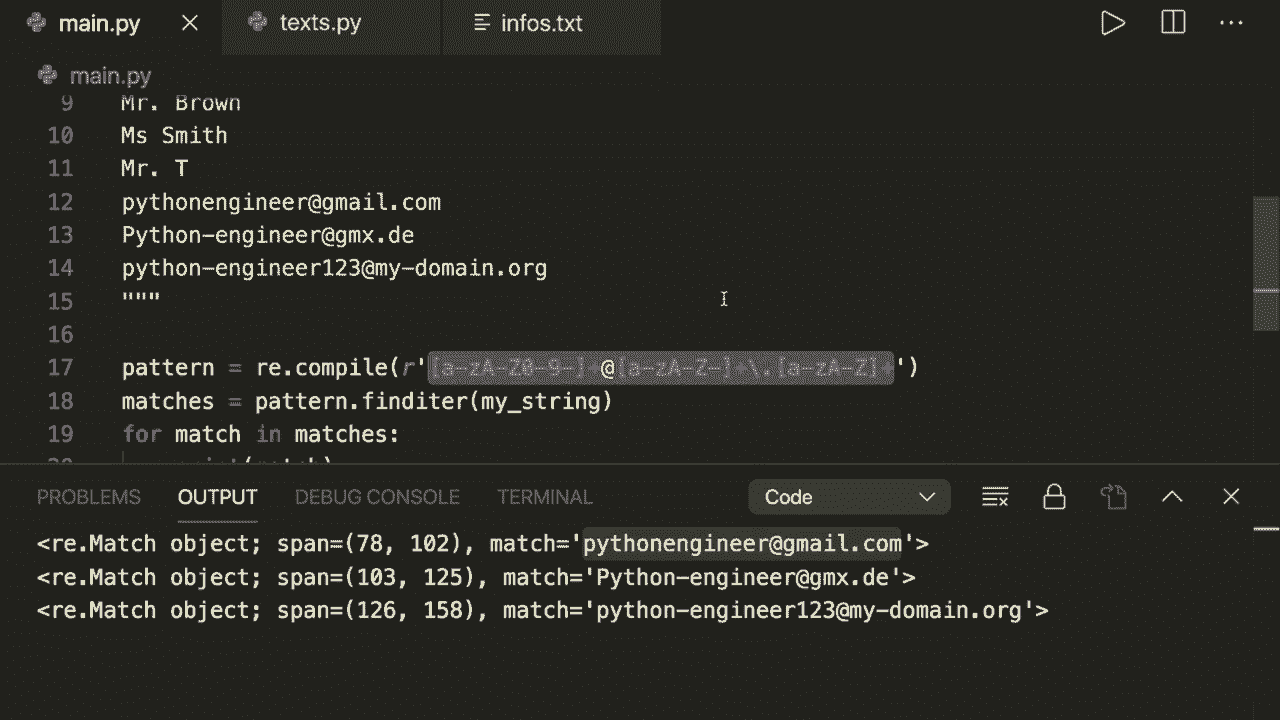 main.py
texts.py
infos.txt
main.py
9 Mr. Brown
10 Ms Smith
11 Mr. T
12 pythonengineer@gmail.com
13 Python-engineer@gmx.de
14 python-engineer123@my-domain.org
15 """
16
17 pattern = re.compile(r'[a-zA-Z0-9-]+@[a-zA-Z-]+\.[a-zA-Z]+')
18 matches = pattern.finditer(my_string)
19 for match in matches:
PROBLEMS OUTPUT DEBUG CONSOLE TERMINAL Code
<re.Match object; span=(78, 102), match='pythonengineer@gmail.com'>
<re.Match object; span=(103, 125), match='Python-engineer@gmx.de'>
<re.Match object; span=(126, 158), match='python-engineer123@my-domain.org'>